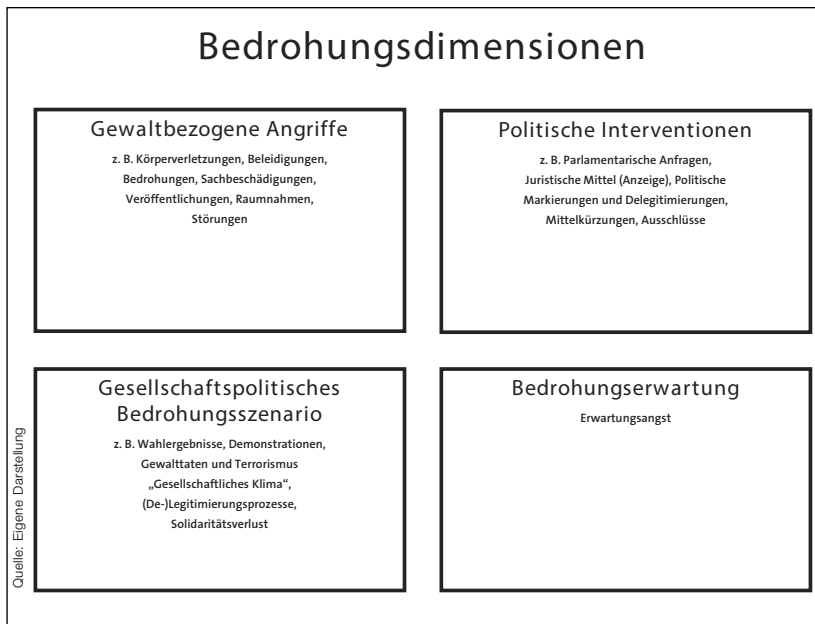 Bedrohungsdimensionen
Gewaltbezogene Angriffe
z. B. Körperverletzungen, Beleidigungen,
Bedrohungen, Sachbeschädigungen,
Veröffentlichungen, Raumnahmen,
Störungen
Politische Interventionen
z. B. Parlamentarische Anfragen,
Juristische Mittel (Anzeige), Politische
Markierungen und Delegitimierungen,
Mittelkürzungen, Ausschlüsse
Gesellschaftspolitisches
Bedrohungsszenario
z. B. Wahlergebnisse, Demonstrationen,
Gewalttaten und Terrorismus
„Gesellschaftliches Klima“,
(De-)Legitimierungsprozesse,
Solidaritätsverlust
Bedrohungserwartung
Erwartungsangst
Quelle: Eigene Darstellung